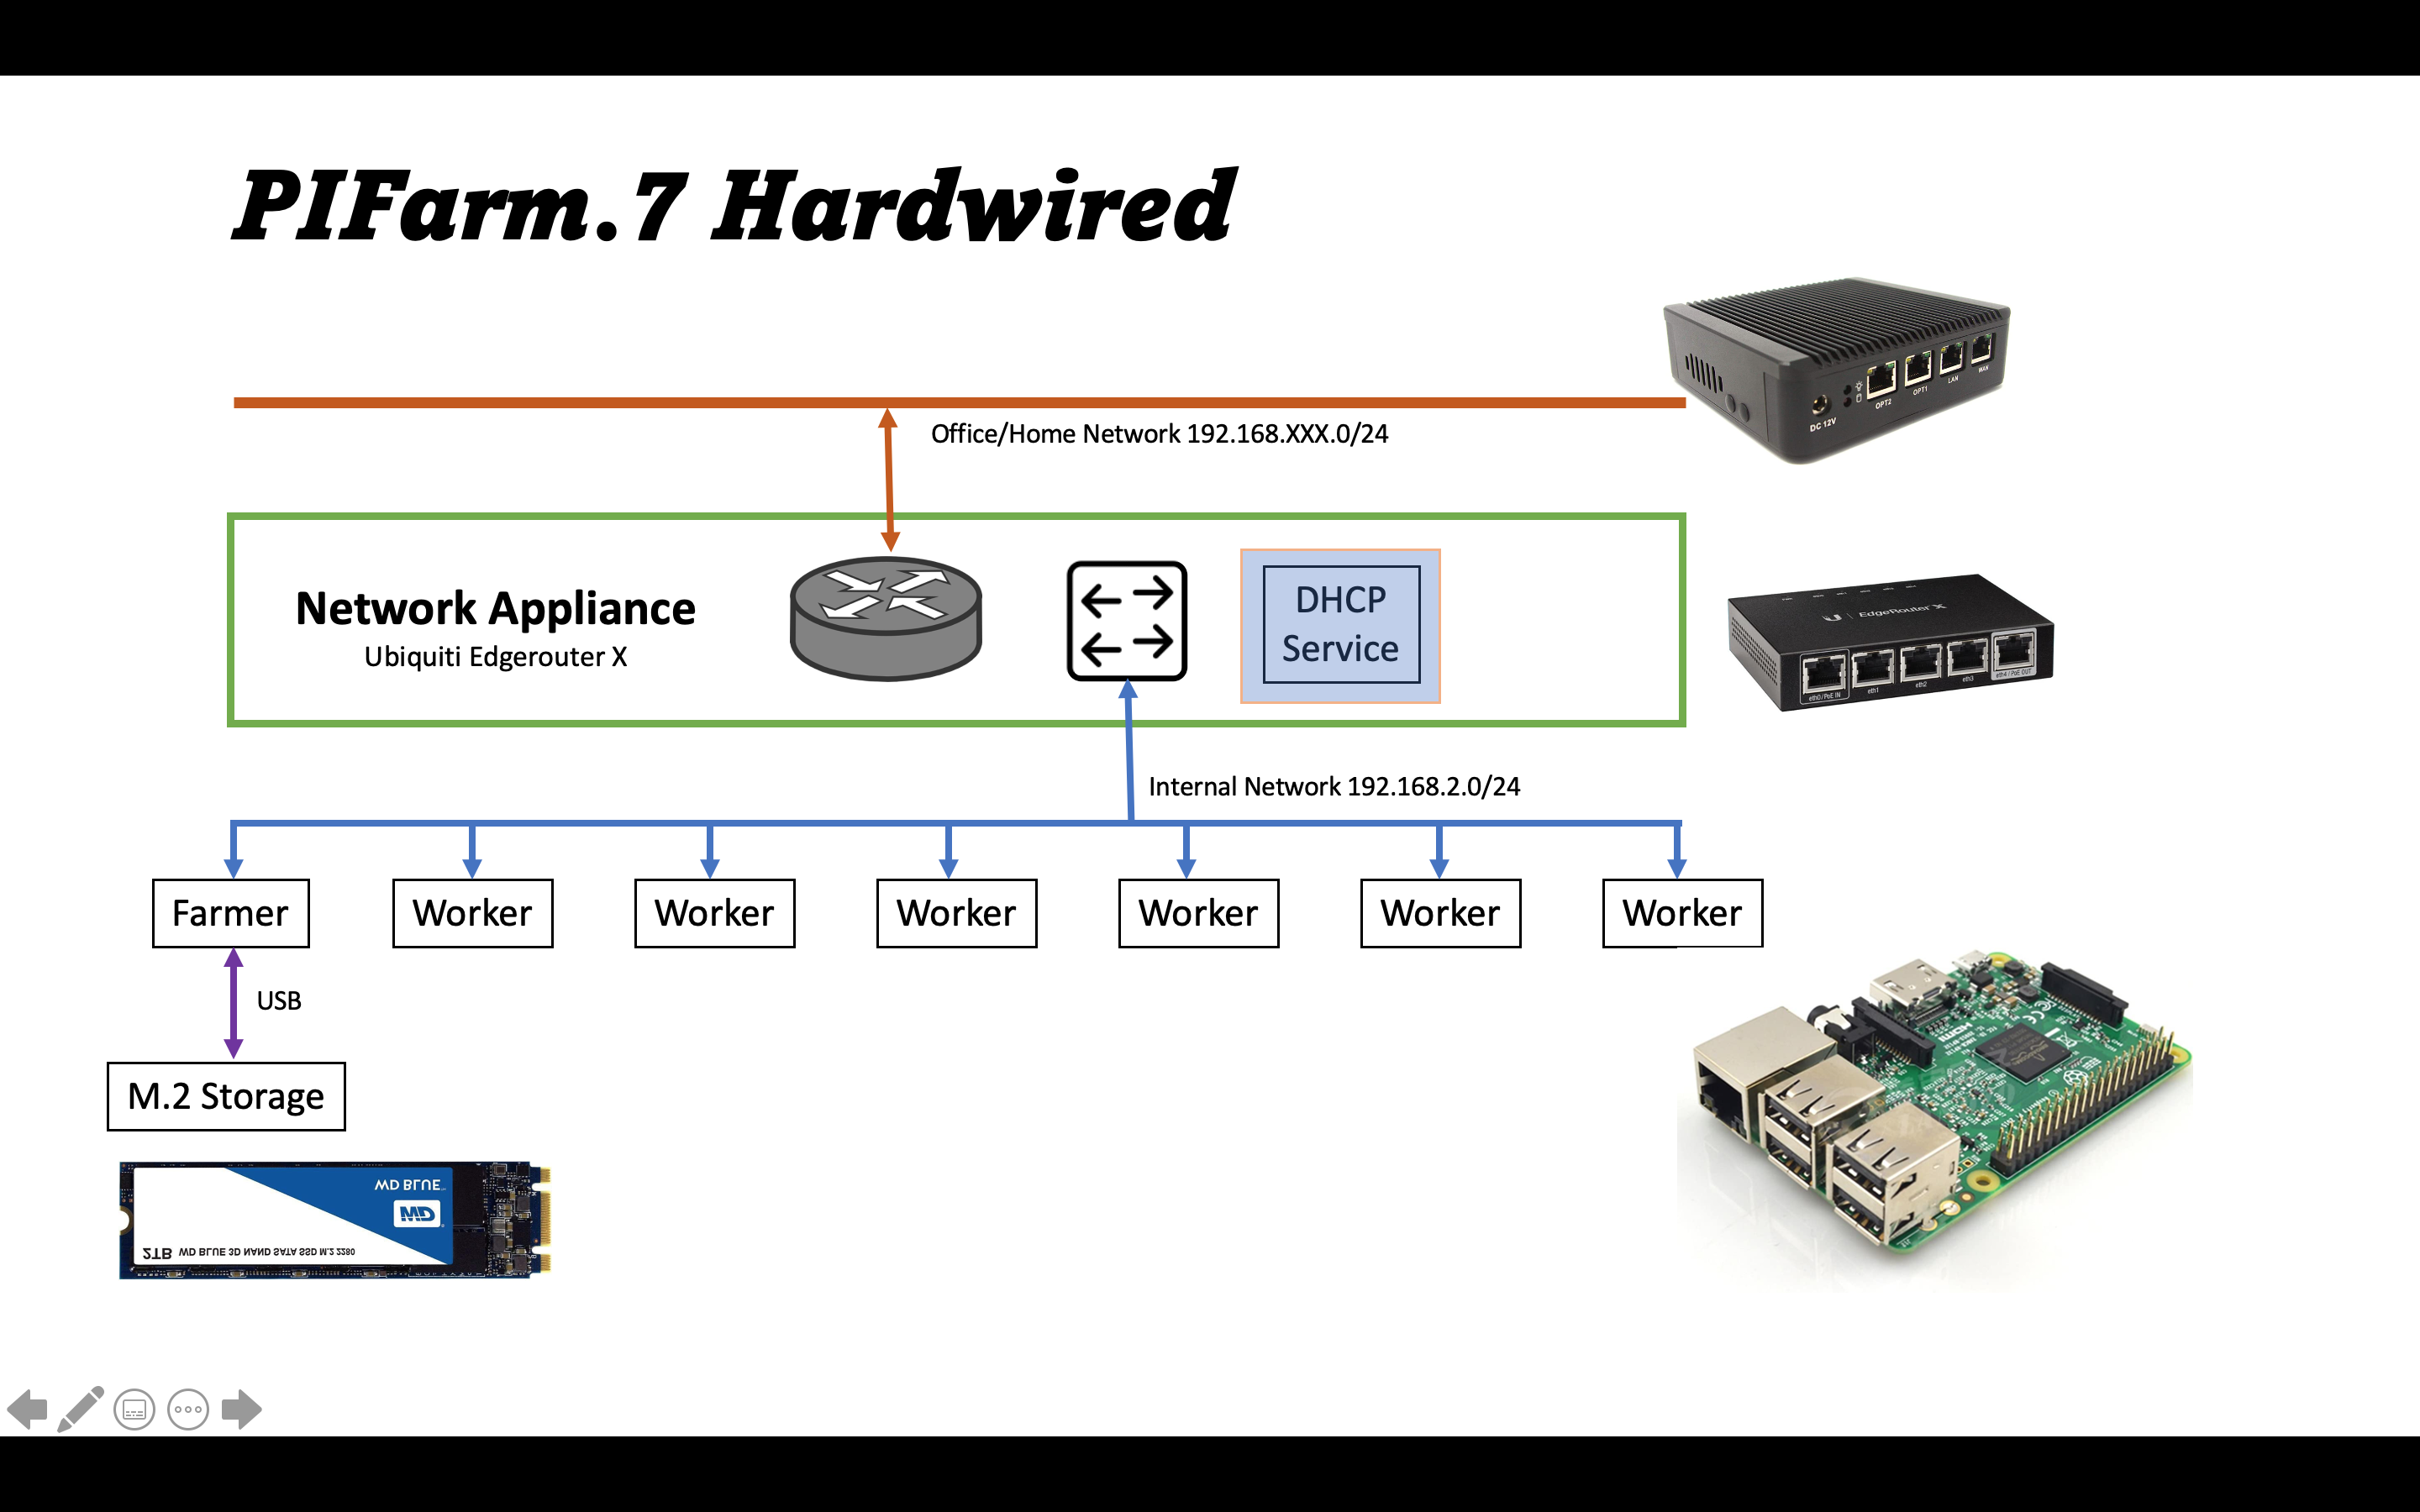 PIFarm.7 Hardwired
Office/Home Network 192.168.XXX.0/24
DC 12V
OPT2
OPT1
LAN
WAN
Network Appliance
Ubiquiti Edgerouter X
DHCP
Service
EdgeRouter X
eth0 / PoE IN
eth1
eth2
eth3
eth4 / PoE OUT
Internal Network 192.168.2.0/24
Farmer
Worker
Worker
Worker
Worker
Worker
Worker
USB
M.2 Storage
HDMI
WD BLUE
WD
2TB WD BLUE 3D NAND SATA SSD M.2 2280